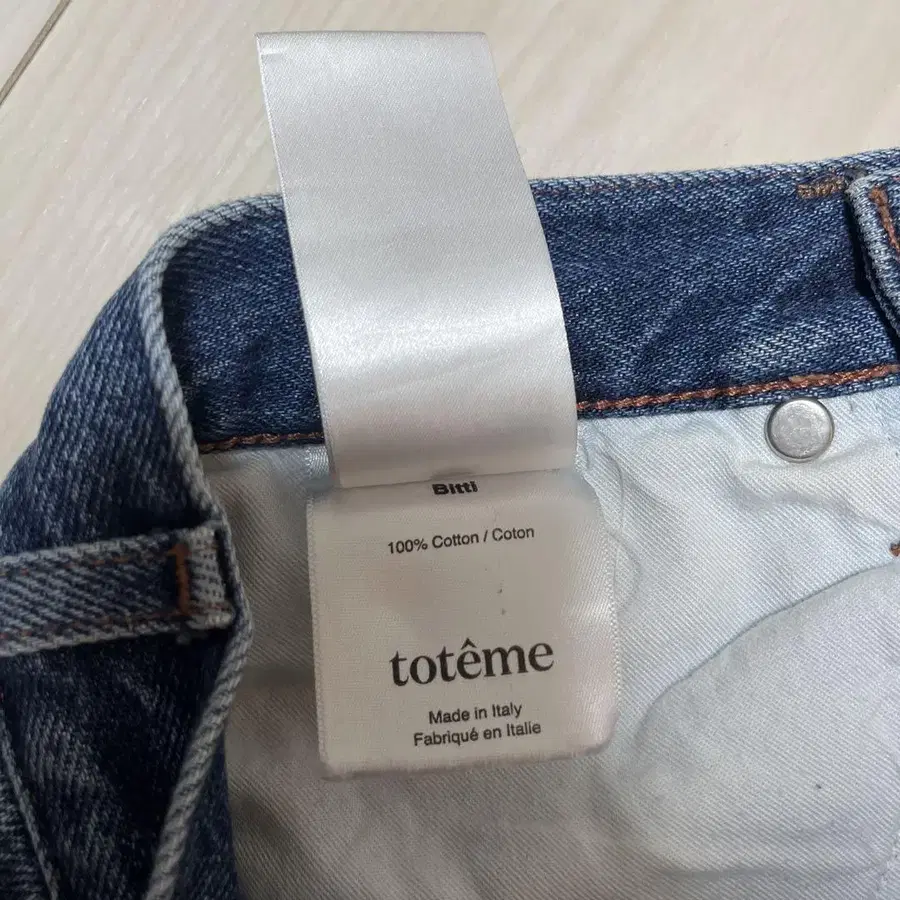 Bitti
100% Cotton / Coton
totême
Made in Italy
Fabriqué en Italie